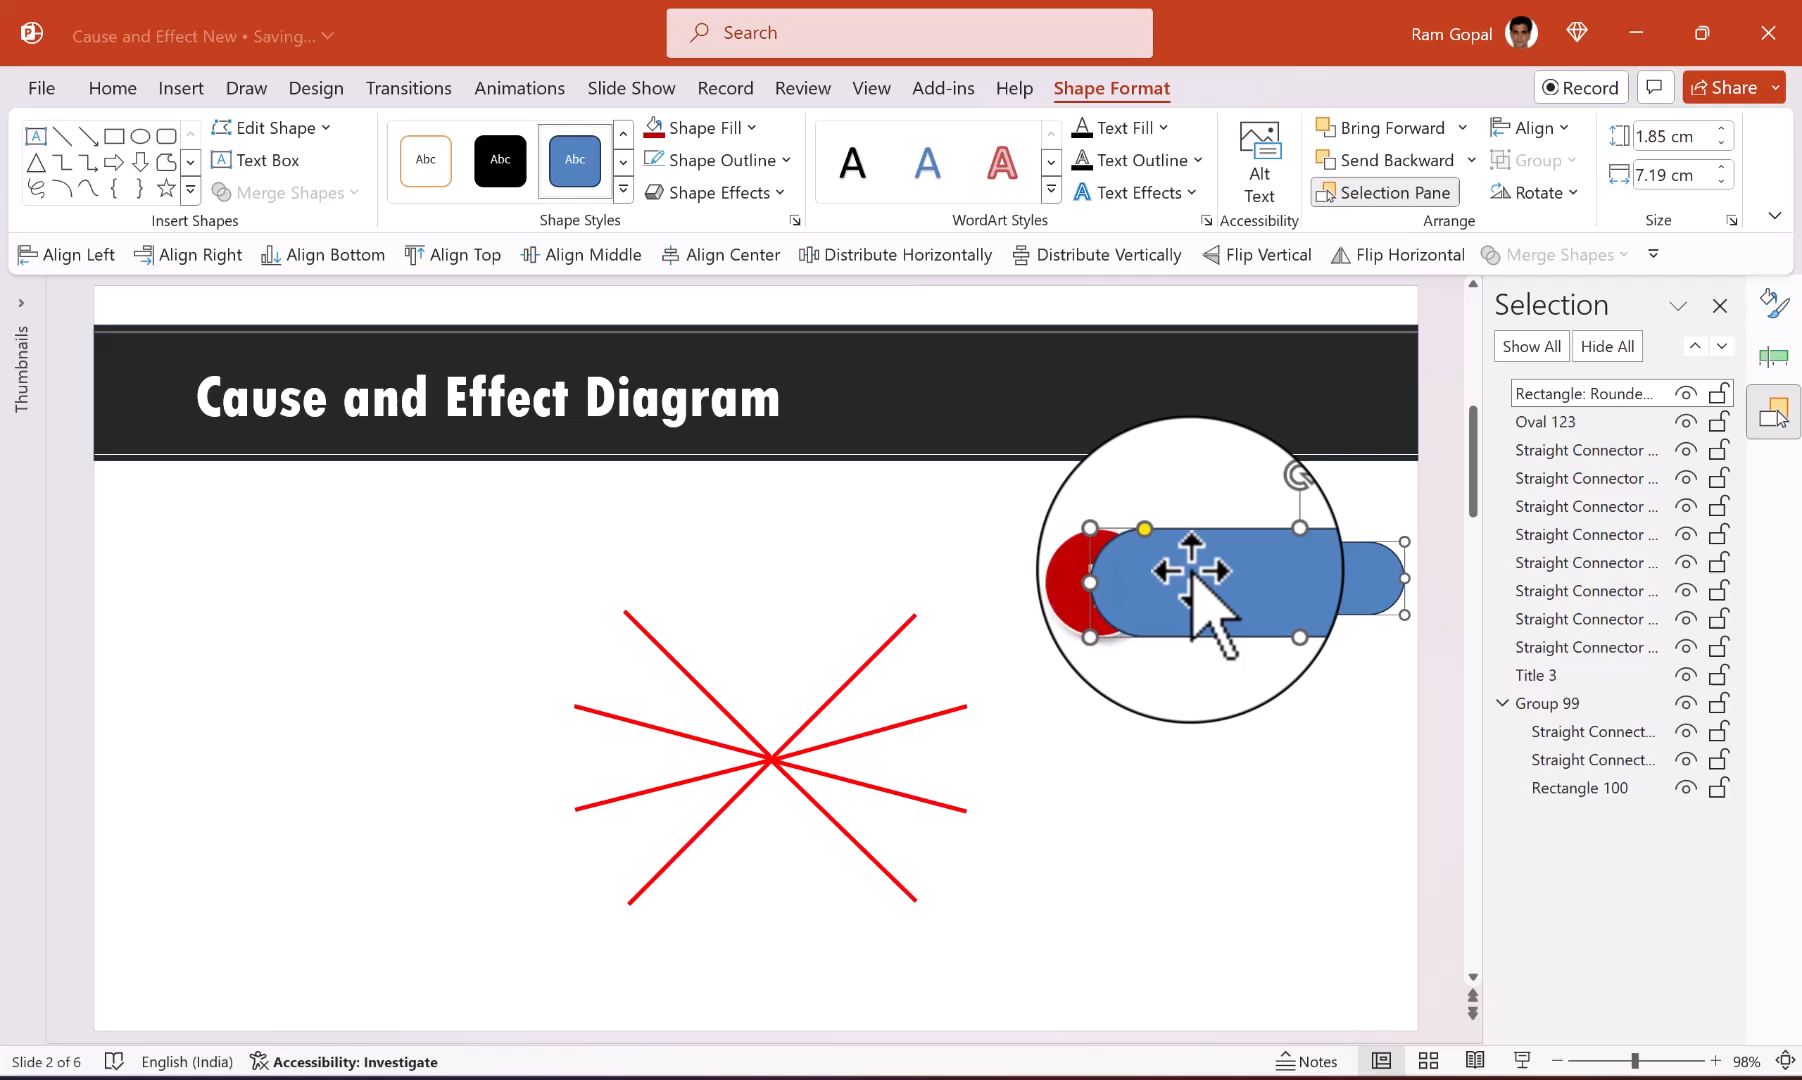 Cause and Effect New • Saving...
Search
Ram Gopal
File Home Insert Draw Design Transitions Animations Slide Show Record Review View Add-ins Help Shape Format
Record
Share
Edit Shape
Text Box
Merge Shapes
Insert Shapes
Abc Abc Abc
Shape Fill
Shape Outline
Shape Effects
Shape Styles
A A A
Text Fill
Text Outline
Text Effects
WordArt Styles
Alt
Text
Accessibility
Bring Forward
Send Backward
Selection Pane
Align
Group
Rotate
Arrange
1.85 cm
7.19 cm
Size
Align Left Align Right Align Bottom Align Top Align Middle Align Center Distribute Horizontally Distribute Vertically Flip Vertical Flip Horizontal Merge Shapes
Thumbnails
Cause and Effect Diagram
Selection
Show All Hide All
Rectangle: Rounde...
Oval 123
Straight Connector ...
Straight Connector ...
Straight Connector ...
Straight Connector ...
Straight Connector ...
Straight Connector ...
Straight Connector ...
Straight Connector ...
Title 3
Group 99
Straight Connect...
Straight Connect...
Rectangle 100
Slide 2 of 6
English (India)
Accessibility: Investigate
Notes
98%